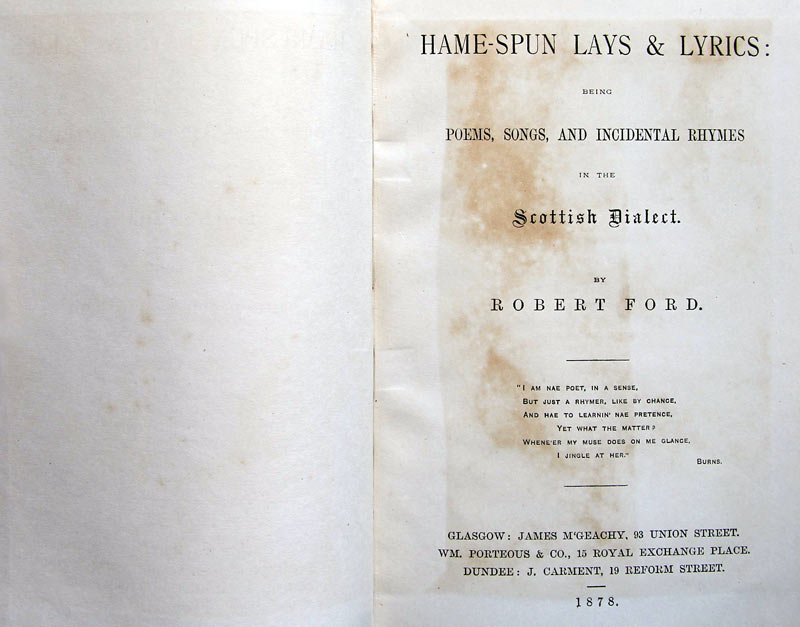 HAME-SPUN LAYS & LYRICS:
BEING
POEMS, SONGS, AND INCIDENTAL RHYMES
IN THE
Scottish Dialect.
BY
ROBERT FORD.
"I AM NAE POET, IN A SENSE,
BUT JUST A RHYMER, LIKE BY CHANCE,
AND HAE TO LEARNIN' NAE PRETENCE,
YET WHAT THE MATTER?
WHENE'ER MY MUSE DOES ON ME GLANCE,
I JINGLE AT HER."
BURNS.
GLASGOW: JAMES M'GEACHY, 93 UNION STREET.
WM. PORTEOUS & CO., 15 ROYAL EXCHANGE PLACE.
DUNDEE: J. CARMENT, 19 REFORM STREET.
1878.